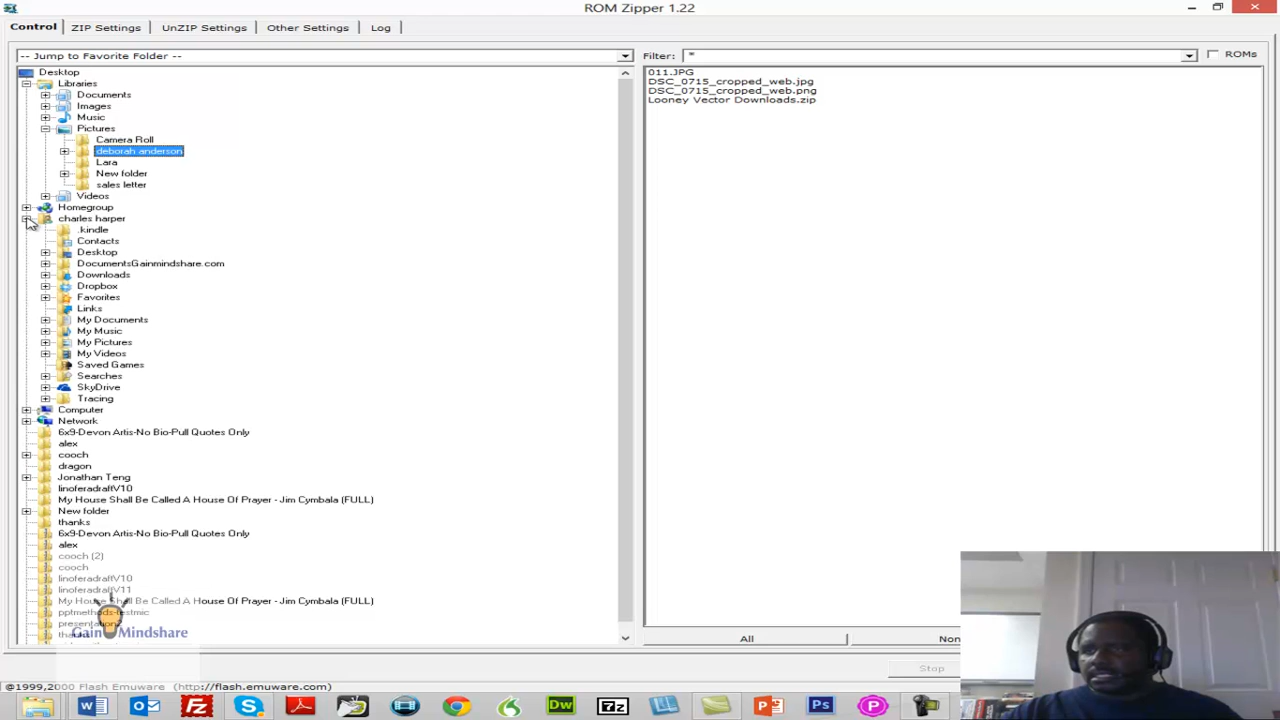 ROM Zipper 1.22
Control
ZIP Settings
UnZIP Settings
Other Settings
Log
-- Jump to Favorite Folder --
Filter:
*
ROMs
Desktop
Libraries
Documents
Images
Music
Pictures
Camera Roll
deborah anderson
Lara
New folder
sales letter
Videos
Homegroup
charles harper
.kindle
Contacts
Desktop
DocumentsGainmindshare.com
Downloads
Dropbox
Favorites
Links
My Documents
My Music
My Pictures
My Videos
Saved Games
Searches
SkyDrive
Tracing
Computer
Network
6x9-Devon Artis-No Bio-Pull Quotes Only
alex
cooch
dragon
Jonathan Teng
linoferadraftV10
My House Shall Be Called A House Of Prayer - Jim Cymbala (FULL)
New folder
thanks
6x9-Devon Artis-No Bio-Pull Quotes Only
alex
cooch (2)
cooch
linoferadraftV10
linoferadraftV11
My House Shall Be Called A House Of Prayer - Jim Cymbala (FULL)
Gain Mindshare
011.JPG
DSC_0715_cropped_web.jpg
DSC_0715_cropped_web.png
Looney Vector Downloads.zip
All
Non
Stop
@1999,2000 Flash Emuware (http://flash.emuware.com)
Dw
7z
Ps